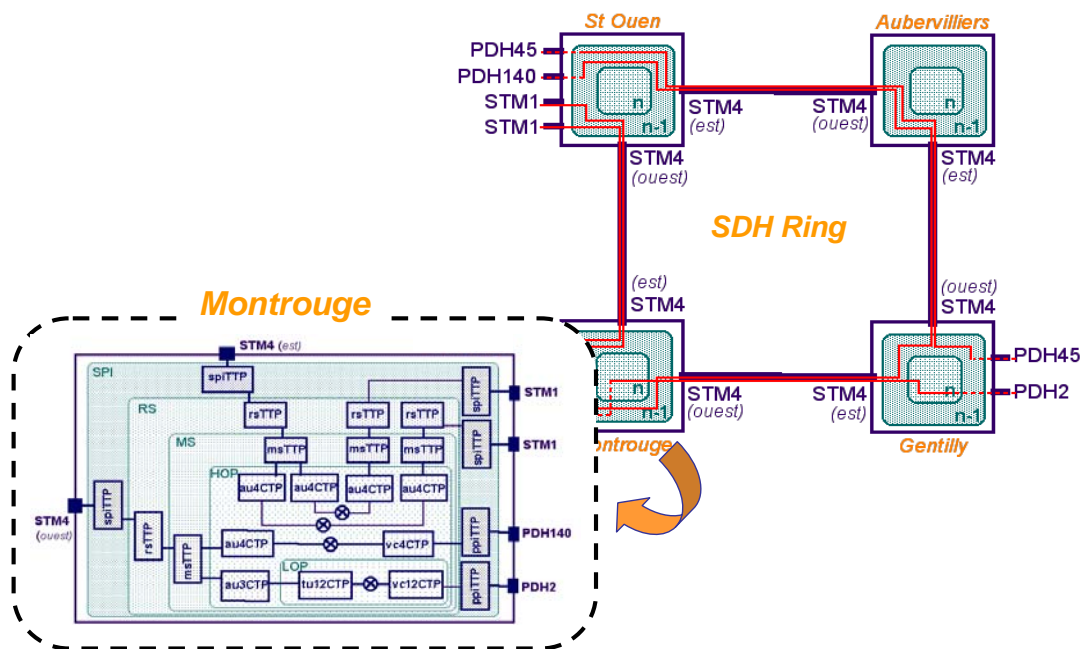 St Ouen
Aubervilliers
PDH45
PDH140
STM1
STM1
n
n-1
STM4
(est)
STM4
(ouest)
n
n-1
STM4
(ouest)
STM4
(est)
SDH Ring
(est)
STM4
(ouest)
STM4
n
n-1
STM4
(ouest)
STM4
(est)
n
n-1
PDH45
PDH2
ontrouge
Gentilly
Montrouge
STM4 (est)
SPI
spiTTP
spiTTP
STM1
RS
rsTTP
rsTTP
rsTTP
spiTTP
STM1
MS
msTTP
msTTP
msTTP
HOP
au4CTP
au4CTP
au4CTP
au4CTP
spiTTP
STM4
(ouest)
rsTTP
msTTP
au4CTP
vc4CTP
ppiTTP
PDH140
LOP
au3CTP
tu12CTP
vc12CTP
ppiTTP
PDH2